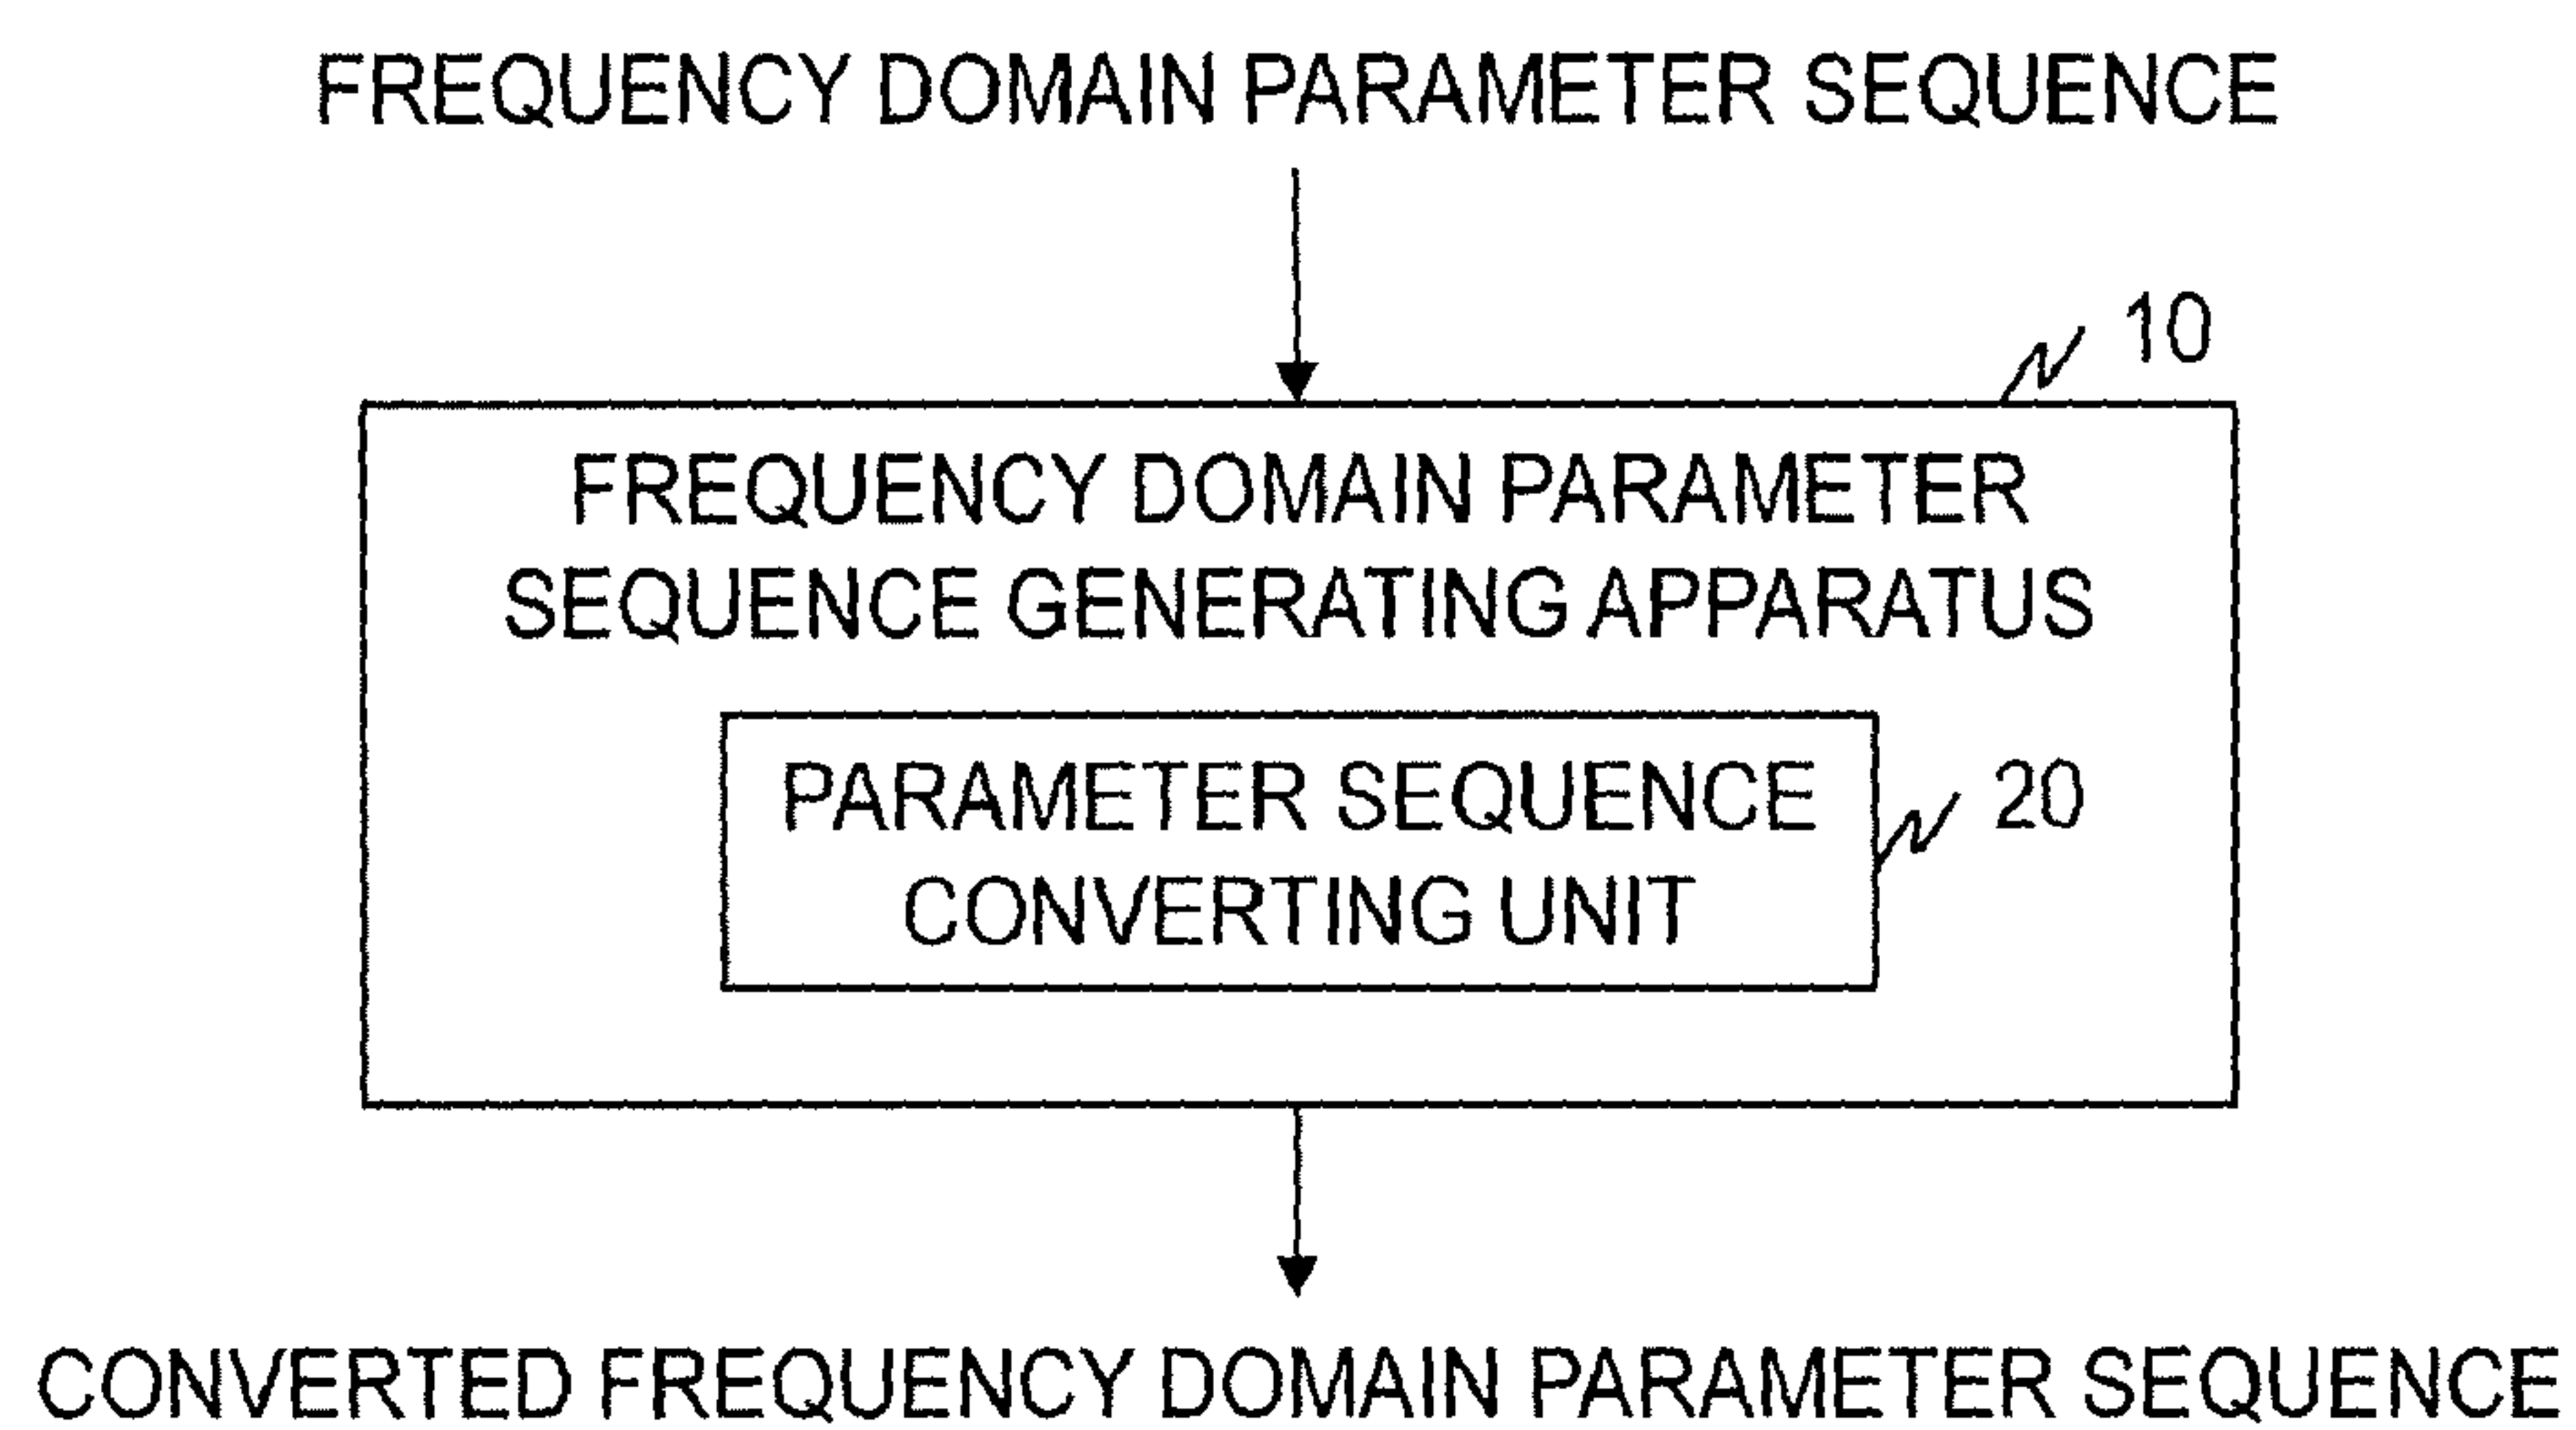 FREQUENCY DOMAIN PARAMETER SEQUENCE
10
FREQUENCY DOMAIN PARAMETER
SEQUENCE GENERATING APPARATUS
PARAMETER SEQUENCE
20
CONVERTING UNIT
CONVERTED FREQUENCY DOMAIN PARAMETER SEQUENCE